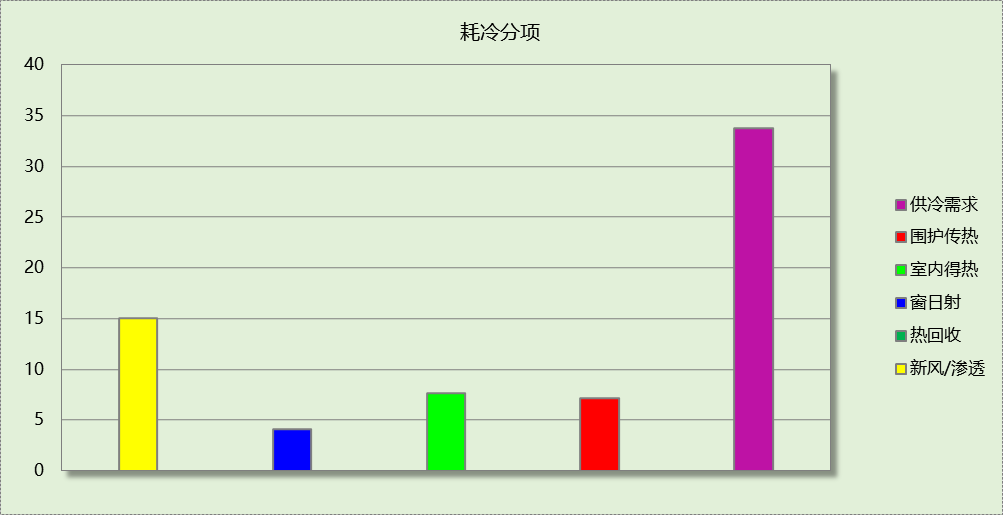 耗冷分项
40
35
30
25
20
15
10
5
0
供冷需求
围护传热
室内得热
窗日射
热回收
新风/渗透